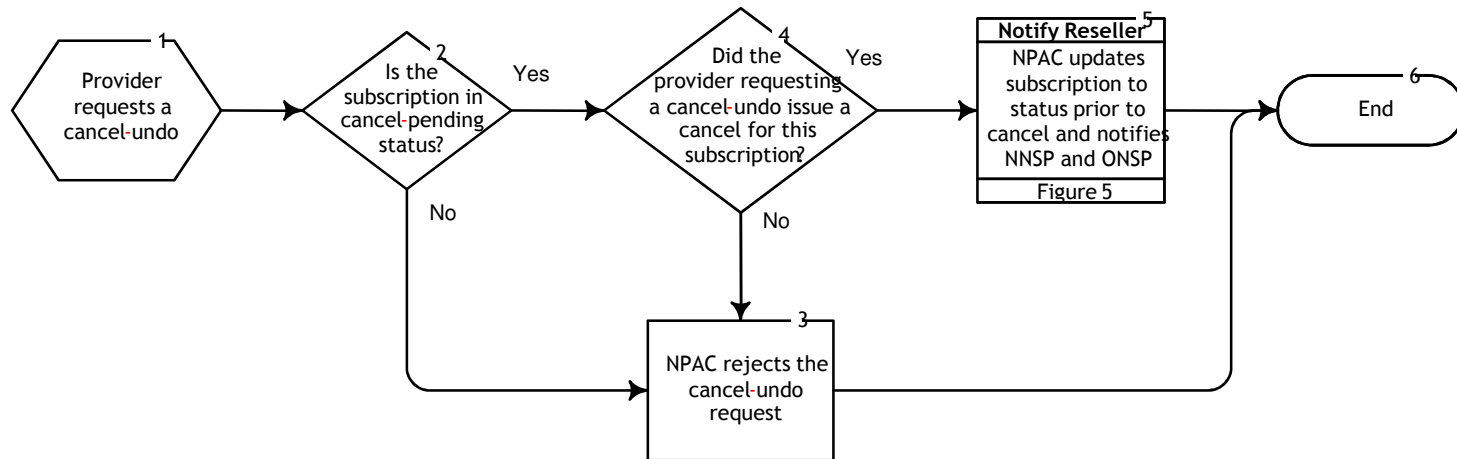 1
Provider
requests a
cancel-undo
2
Is the
subscription in
cancel-pending
status?
Yes
No
4
Did the
provider requesting
a cancel-undo issue a
cancel for this
subscription?
Yes
No
5
Notify Reseller
NPAC updates
subscription to
status prior to
cancel and notifies
NNSP and ONSP
Figure 5
6
End
3
NPAC rejects the
cancel-undo
request